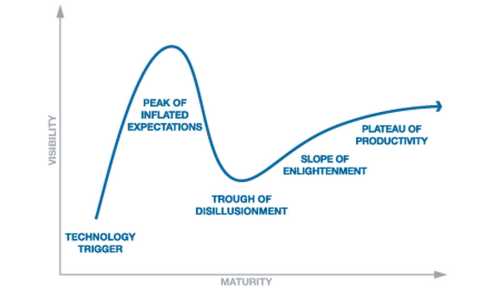 VISIBILITY
PEAK OF
INFLATED
EXPECTATIONS
PLATEAU OF
PRODUCTIVITY
SLOPE OF
ENLIGHTENMENT
TROUGH OF
DISILLUSIONMENT
TECHNOLOGY
TRIGGER
MATURITY